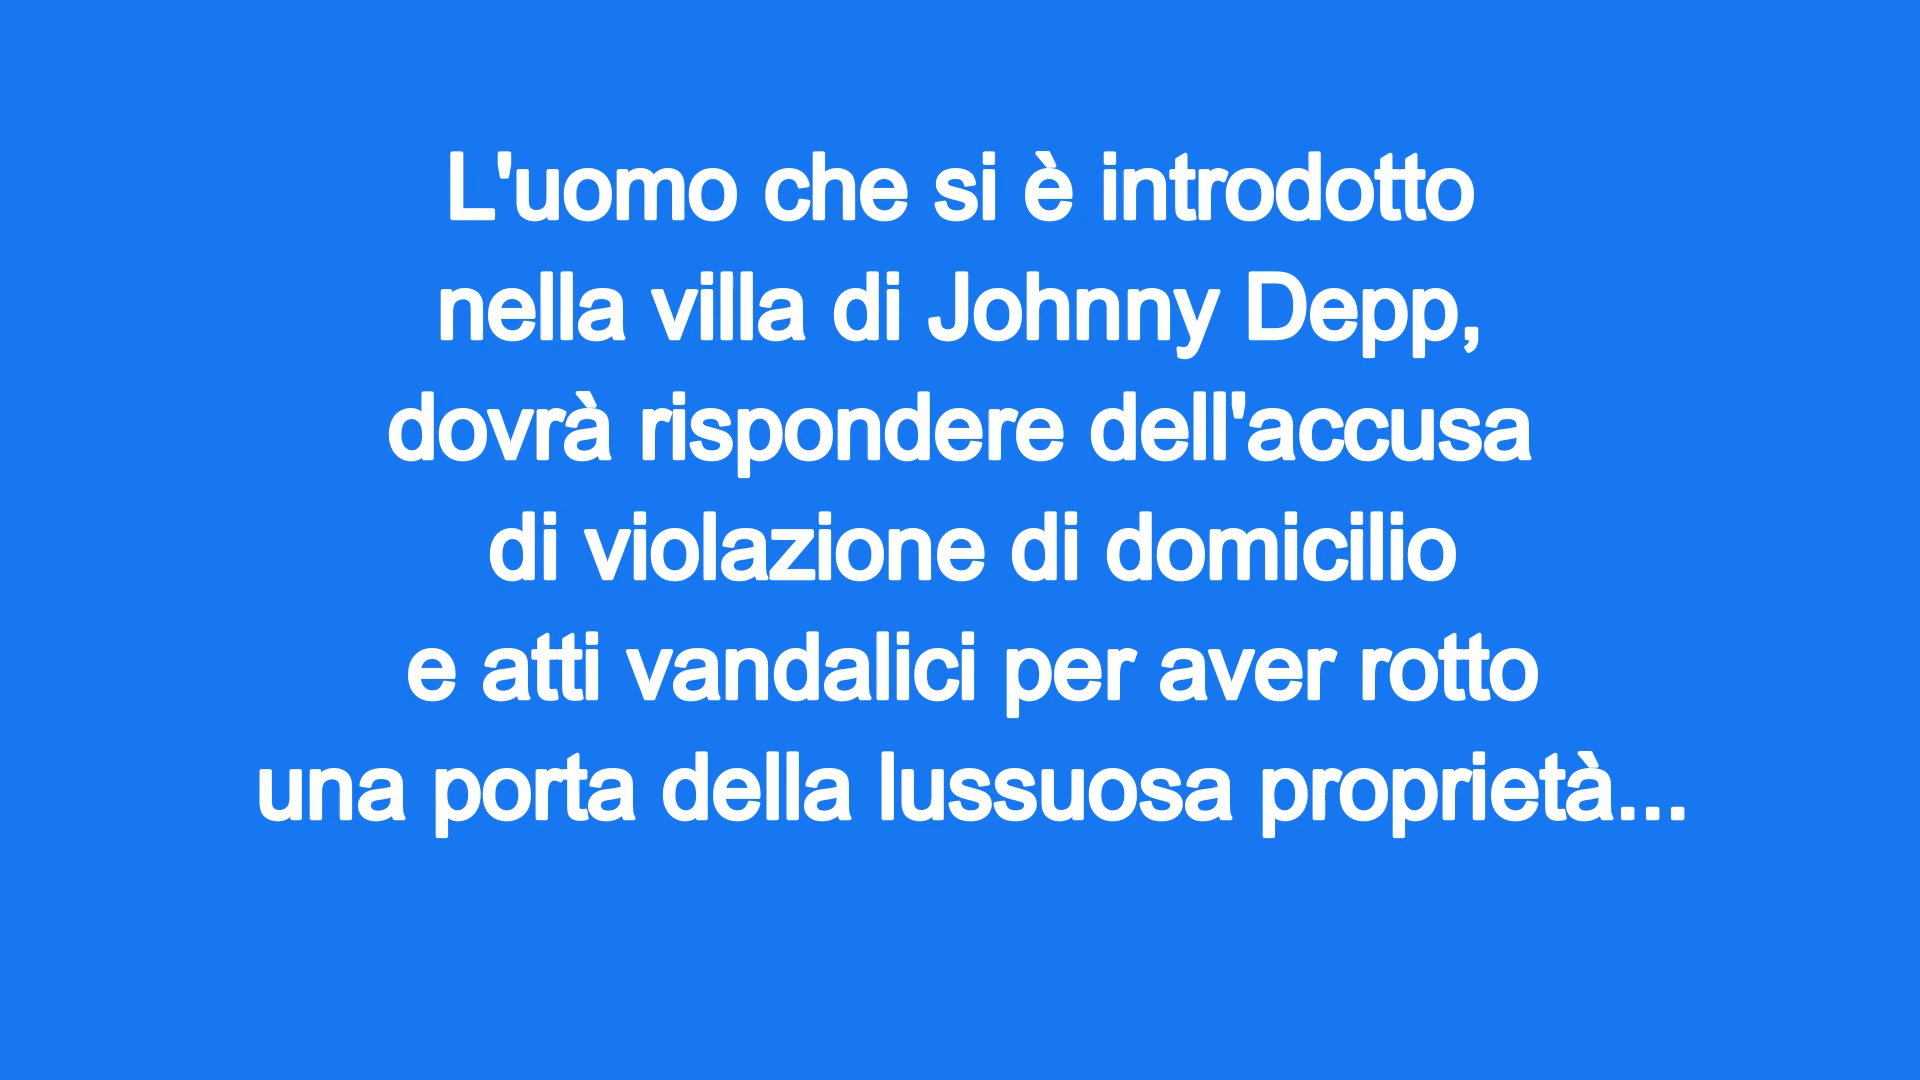 L'uomo che si è introdotto
nella villa di Johnny Depp,
dovrà rispondere dell'accusa
di violazione di domicilio
e atti vandalici per aver rotto
una porta della lussuosa proprietà...